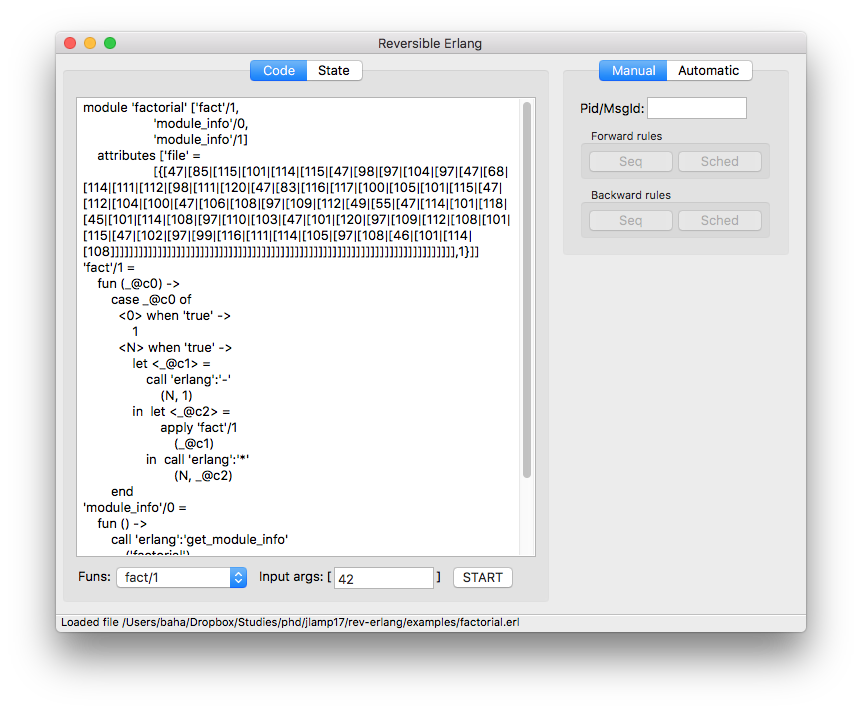 Reversible Erlang
Code State
module 'factorial' ['fact'/1,
'module_info'/0,
'module_info'/1]
attributes ['file' =
[{[47|[85|[115|[101|[114|[115|[47|[98|[97|[104|[97|[47|[68|
[114|[111|[112|[98|[111|[120|[47|[83|[116|[117|[100|[105|[101|[115|[47|
[112|[104|[100|[47|[106|[108|[97|[109|[112|[49|[55|[47|[114|[101|[118|
[45|[101|[114|[108|[97|[110|[103|[47|[101|[120|[97|[109|[112|[108|[101|
[115|[47|[102|[97|[99|[116|[111|[114|[105|[97|[108|[46|[101|[114|
[108]]]]]]]]]]]]]]]]]]]]]]]]]]]]]]]]]]]]]]]]]]]]]]]]]]]]]]]]]]]]]]]]]]],1}]]
'fact'/1 =
fun (_@c0) ->
case _@c0 of
<0> when 'true' ->
1
<N> when 'true' ->
let <_@c1> =
call 'erlang':'-'
(N, 1)
in let <_@c2> =
apply 'fact'/1
(_@c1)
in call 'erlang':'*'
(N, _@c2)
end
'module_info'/0 =
fun () ->
call 'erlang':'get_module_info'
('factorial')
Funs: fact/1 Input args: [ 42 ] START
Manual Automatic
Pid/MsgId:
Forward rules
Seq Sched
Backward rules
Seq Sched
Loaded file /Users/baha/Dropbox/Studies/phd/jlamp17/rev-erlang/examples/factorial.erl